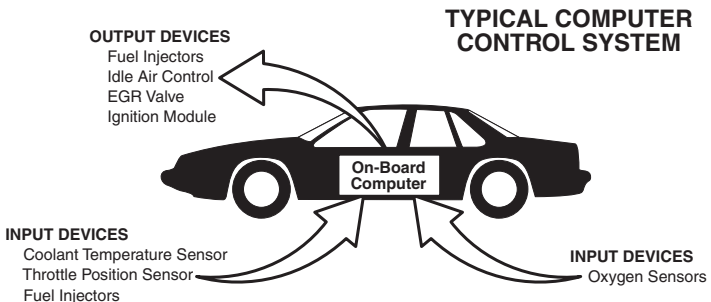 TYPICAL COMPUTER
CONTROL SYSTEM
OUTPUT DEVICES
Fuel Injectors
Idle Air Control
EGR Valve
Ignition Module
On-Board
Computer
INPUT DEVICES
Coolant Temperature Sensor
Throttle Position Sensor
Fuel Injectors
INPUT DEVICES
Oxygen Sensors